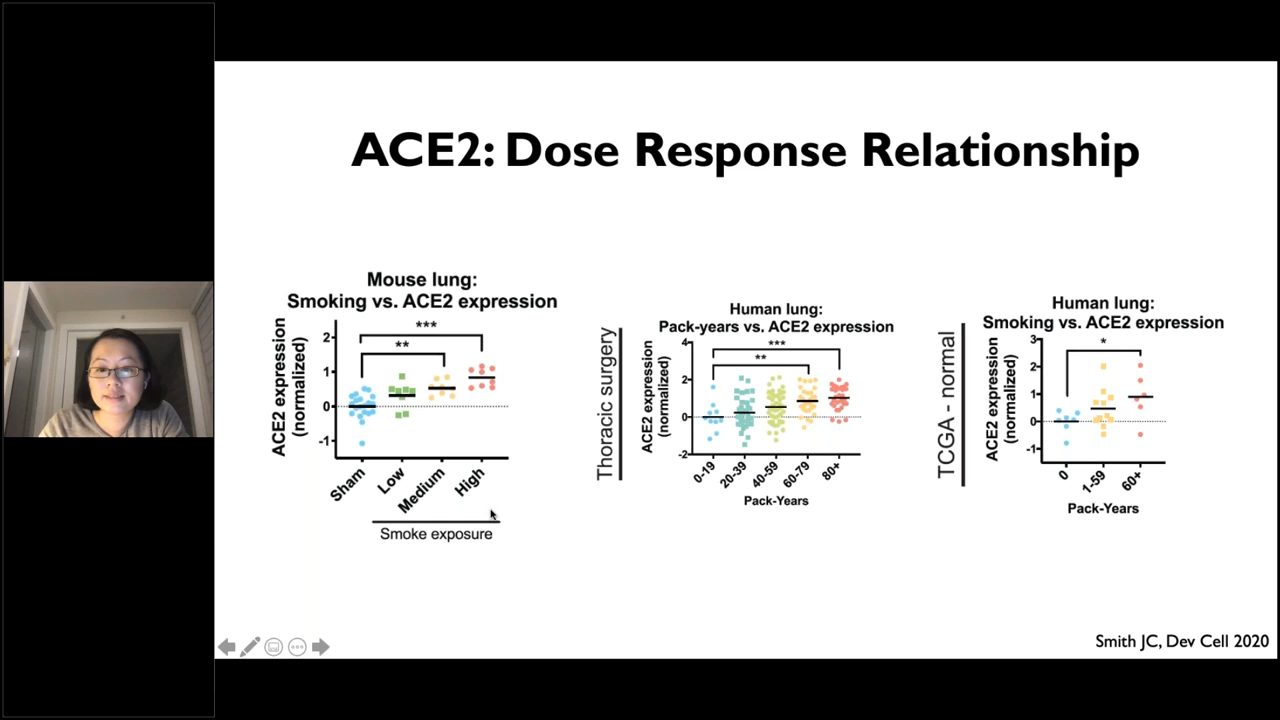 ACE2: Dose Response Relationship
Mouse lung:
Smoking vs. ACE2 expression
ACE2 expression
(normalized)
2
1
0
-1
***
**
Sham
Low
Medium
High
Smoke exposure
Thoracic surgery
Human lung:
Pack-years vs. ACE2 expression
ACE2 expression
(normalized)
4
2
0
-2
***
**
0-19
20-39
40-59
60-79
80+
Pack-Years
TCGA - normal
Human lung:
Smoking vs. ACE2 expression
ACE2 expression
(normalized)
3
2
1
0
-1
*
0
1-59
60+
Pack-Years
Smith JC, Dev Cell 2020